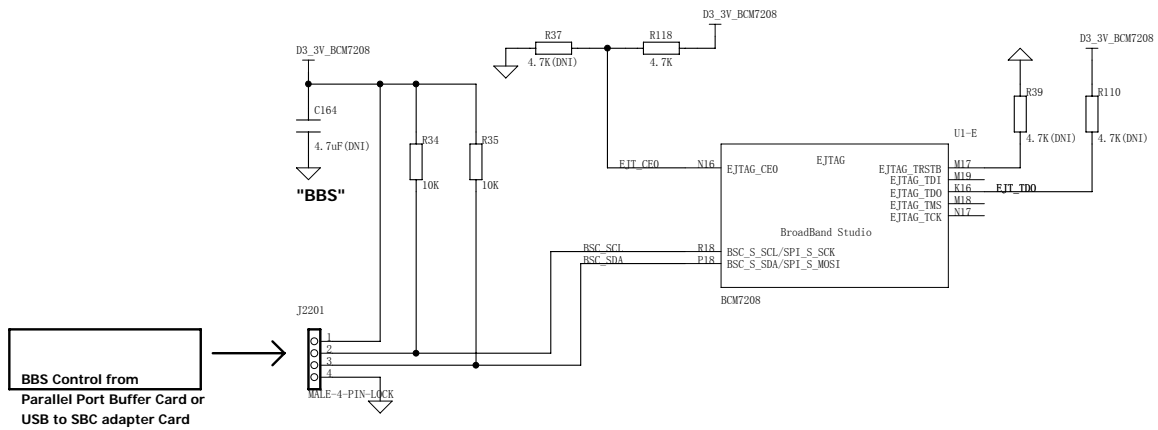 D3_3V_BCM7208
R37
R118
4.7K(DNI)
4.7K
D3_3V_BCM7208
D3_3V_BCM7208
C164
4.7uF(DNI)
"BBS"
R34
10K
R35
10K
R39
4.7K(DNI)
R110
4.7K(DNI)
U1-E
EJTAG
EJT_CE0
N16
EJTAG_CE0
EJTAG_TRSTB
M17
EJTAG_TDI
M19
EJTAG_TDO
K16
EJT_TDO
EJTAG_TMS
M18
EJTAG_TCK
N17
BroadBand Studio
BSC_SCL
R18
BSC_S_SCL/SPI_S_SCK
BSC_SDA
P18
BSC_S_SDA/SPI_S_MOSI
BCM7208
J2201
1
2
3
4
MALE-4-PIN-LOCK
BBS Control from
Parallel Port Buffer Card or
USB to SBC adapter Card